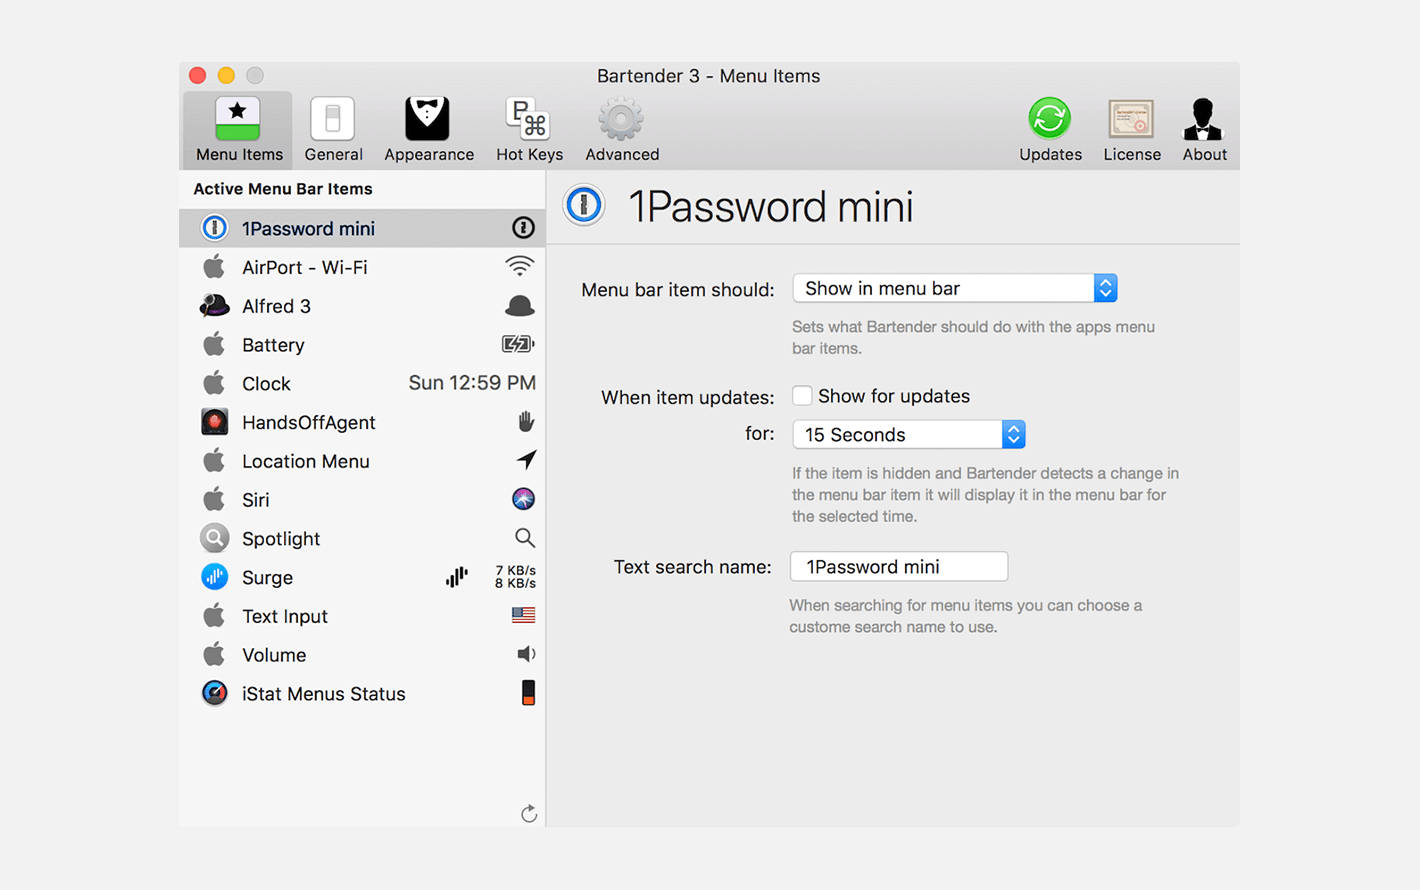 Bartender 3 - Menu Items
B
Menu Items General Appearance Hot Keys Advanced Updates License About
Active Menu Bar Items
1Password mini
AirPort - Wi-Fi
Alfred 3
Battery
Clock Sun 12:59 PM
HandsOffAgent
Location Menu
Siri
Spotlight
Surge 7 KB/s
8 KB/s
Text Input
Volume
iStat Menus Status
1Password mini
Menu bar item should: Show in menu bar
Sets what Bartender should do with the apps menu
bar items.
When item updates: Show for updates
for: 15 Seconds
If the item is hidden and Bartender detects a change in
the menu bar item it will display it in the menu bar for
the selected time.
Text search name: 1Password mini
When searching for menu items you can choose a
custome search name to use.